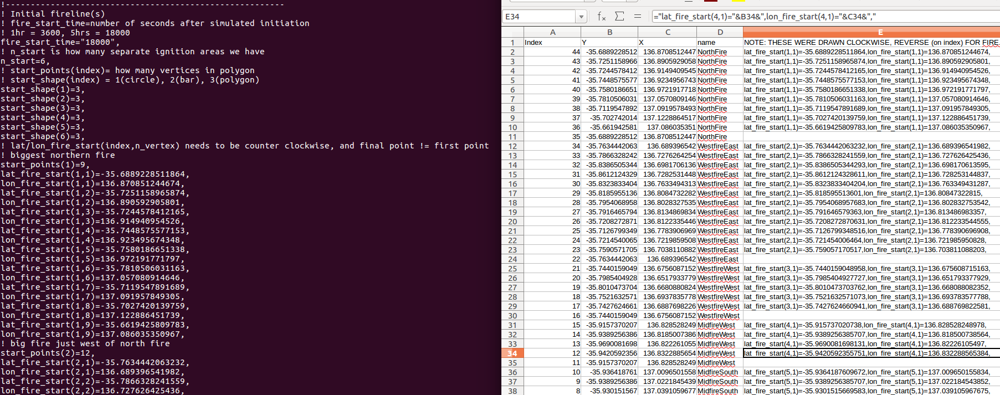 !-----------------------------------------------------
! Initial fireline(s)
! fire_start_time=number of seconds after simulated initiation
! 1hr = 3600, 5hrs = 18000
fire_start_time="18000",
! n_start is how many separate ignition areas we have
n_start=6,
! start_points(index)= how many vertices in polygon
! start_shape(index) = 1(circle), 2(bar), 3(polygon)
start_shape(1)=3,
start_shape(2)=3,
start_shape(3)=3,
start_shape(4)=3,
start_shape(5)=3,
start_shape(6)=3,
! lat/lon_fire_start(index,n_vertex) needs to be counter clockwise, and final point != first point
! biggest northern fire
start_points(1)=9,
lat_fire_start(1,1)=-35.6889228511864,
lon_fire_start(1,1)=136.870851244674,
lat_fire_start(1,2)=-35.7251158965874,
lon_fire_start(1,2)=136.890592905801,
lat_fire_start(1,3)=-35.7244578412165,
lon_fire_start(1,3)=136.914940954526,
lat_fire_start(1,4)=-35.7448575577153,
lon_fire_start(1,4)=136.923495674348,
lat_fire_start(1,5)=-35.7580186651338,
lon_fire_start(1,5)=136.972191771797,
lat_fire_start(1,6)=-35.7810506031163,
lon_fire_start(1,6)=137.057080914646,
lat_fire_start(1,7)=-35.7119547891689,
lon_fire_start(1,7)=137.091957849305,
lat_fire_start(1,8)=-35.7027420139759,
lon_fire_start(1,8)=137.122886451739,
lat_fire_start(1,9)=-35.6619425809783,
lon_fire_start(1,9)=137.086035350967,
! big fire just west of north fire
start_points(2)=12,
lat_fire_start(2,1)=-35.7634442063232,
lon_fire_start(2,1)=136.689396541982,
lat_fire_start(2,2)=-35.7866328241559,
lon_fire_start(2,2)=136.727626425436,
E34 fx Σ = ="lat_fire_start(4,1)="&B34&",lon_fire_start(4,1)="&C34&","
A B C D E
1 Index Y X name NOTE: THESE WERE DRAWN CLOCKWISE, REVERSE (on index) FOR FIRE.
2 44 -35.6889228512 136.8708512447 NorthFire lat_fire_start(1,1)=-35.6889228511864,lon_fire_start(1,1)=136.870851244674,
3 43 -35.7251158966 136.8905929058 NorthFire lat_fire_start(1,1)=-35.7251158965874,lon_fire_start(1,1)=136.890592905801,
4 42 -35.7244578412 136.9149409545 NorthFire lat_fire_start(1,1)=-35.7244578412165,lon_fire_start(1,1)=136.914940954526,
5 41 -35.7448575577 136.9234956743 NorthFire lat_fire_start(1,1)=-35.7448575577153,lon_fire_start(1,1)=136.923495674348,
6 40 -35.7580186651 136.9721917718 NorthFire lat_fire_start(1,1)=-35.7580186651338,lon_fire_start(1,1)=136.972191771797,
7 39 -35.7810506031 137.0570809146 NorthFire lat_fire_start(1,1)=-35.7810506031163,lon_fire_start(1,1)=137.057080914646,
8 38 -35.7119547892 137.0919578493 NorthFire lat_fire_start(1,1)=-35.7119547891689,lon_fire_start(1,1)=137.091957849305,
9 37 -35.702742014 137.1228864517 NorthFire lat_fire_start(1,1)=-35.7027420139759,lon_fire_start(1,1)=137.122886451739,
10 36 -35.661942581 137.086035351 NorthFire lat_fire_start(1,1)=-35.6619425809783,lon_fire_start(1,1)=137.086035350967,
11 35 -35.6889228512 136.8708512447 NorthFire
12 34 -35.7634442063 136.689396542 WestfireEast lat_fire_start(2,1)=-35.7634442063232,lon_fire_start(2,1)=136.689396541982,
13 33 -35.7866328242 136.7276264254 WestfireEast lat_fire_start(2,1)=-35.7866328241559,lon_fire_start(2,1)=136.727626425436,
14 32 -35.8386505344 136.6981706136 WestfireEast lat_fire_start(2,1)=-35.8386505344293,lon_fire_start(2,1)=136.698170613595,
15 31 -35.8612124329 136.7282531448 WestfireEast lat_fire_start(2,1)=-35.8612124328611,lon_fire_start(2,1)=136.728253144837,
16 30 -35.8323833404 136.7633494313 WestfireEast lat_fire_start(2,1)=-35.8323833404204,lon_fire_start(2,1)=136.763349431287,
17 29 -35.8185955136 136.8084732282 WestfireEast lat_fire_start(2,1)=-35.818595513601,lon_fire_start(2,1)=136.80847322815,
18 28 -35.7954068958 136.8028327535 WestfireEast lat_fire_start(2,1)=-35.7954068957683,lon_fire_start(2,1)=136.802832753542,
19 27 -35.7916465794 136.8134869834 WestfireEast lat_fire_start(2,1)=-35.791646579363,lon_fire_start(2,1)=136.813486983357,
20 26 -35.7208272871 136.8122335446 WestfireEast lat_fire_start(2,1)=-35.7208272870631,lon_fire_start(2,1)=136.812233544555,
21 25 -35.7126799349 136.7783906969 WestfireEast lat_fire_start(2,1)=-35.7126799348516,lon_fire_start(2,1)=136.778390696908,
22 24 -35.7214540065 136.7219859508 WestfireEast lat_fire_start(2,1)=-35.721454006464,lon_fire_start(2,1)=136.721985950828,
23 23 -35.7590571705 136.7038110882 WestfireEast lat_fire_start(2,1)=-35.759057170517,lon_fire_start(2,1)=136.703811088203,
24 22 -35.7634442063 136.689396542 WestfireEast
25 21 -35.7440159049 136.6756087152 WestfireWest lat_fire_start(3,1)=-35.7440159048958,lon_fire_start(3,1)=136.675608715163,
26 20 -35.7985404928 136.6517933779 WestfireWest lat_fire_start(3,1)=-35.7985404927727,lon_fire_start(3,1)=136.651793377929,
27 19 -35.8010473704 136.6680880824 WestfireWest lat_fire_start(3,1)=-35.8010473703762,lon_fire_start(3,1)=136.668088082352,
28 18 -35.7521632571 136.6937835778 WestfireWest lat_fire_start(3,1)=-35.7521632571073,lon_fire_start(3,1)=136.693783577788,
29 17 -35.7427624661 136.6887698226 WestfireWest lat_fire_start(3,1)=-35.7427624660941,lon_fire_start(3,1)=136.688769822581,
30 16 -35.7440159049 136.6756087152 WestfireWest
31 15 -35.9157370207 136.828528249 MidfireWest lat_fire_start(4,1)=-35.915737020738,lon_fire_start(4,1)=136.828528248978,
32 14 -35.9389256386 136.8185007386 MidfireWest lat_fire_start(4,1)=-35.9389256385707,lon_fire_start(4,1)=136.818500738564,
33 13 -35.9690081698 136.822261055 MidfireWest lat_fire_start(4,1)=-35.9690081698131,lon_fire_start(4,1)=136.82226105497,
34 12 -35.9420592356 136.8322885654 MidfireWest lat_fire_start(4,1)=-35.9420592355751,lon_fire_start(4,1)=136.832288565384,
35 11 -35.9157370207 136.828528249 MidfireWest
36 10 -35.936418761 137.0096501558 MidfireSouth lat_fire_start(5,1)=-35.9364187609672,lon_fire_start(5,1)=137.009650155834,
37 9 -35.9389256386 137.0221845439 MidfireSouth lat_fire_start(5,1)=-35.9389256385707,lon_fire_start(5,1)=137.022184543852,
38 8 -35.930151567 137.0391059677 MidfireSouth lat_fire_start(5,1)=-35.9301515669583,lon_fire_start(5,1)=137.039105967675,